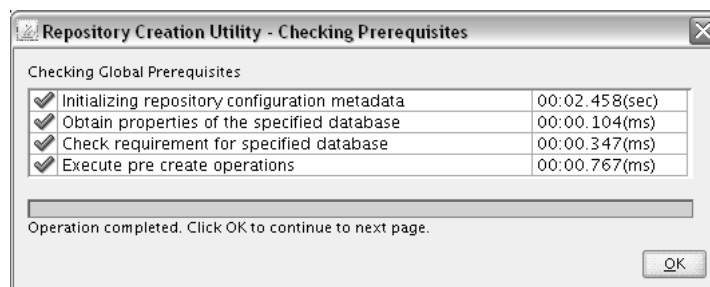 Repository Creation Utility - Checking Prerequisites
Checking Global Prerequisites
Initializing repository configuration metadata 00:02.458(sec)
Obtain properties of the specified database 00:00.104(ms)
Check requirement for specified database 00:00.347(ms)
Execute pre create operations 00:00.767(ms)
Operation completed. Click OK to continue to next page.
OK